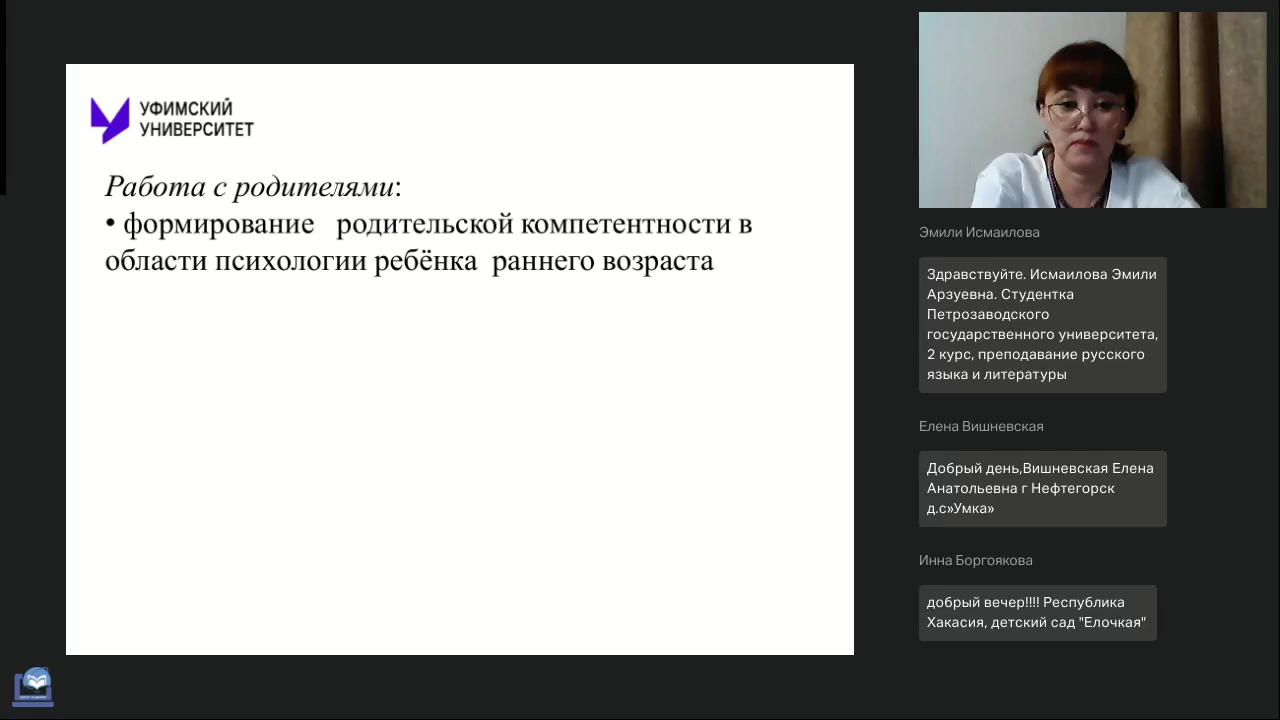 УФИМСКИЙ
УНИВЕРСИТЕТ
Работа с родителями:
• формирование родительской компетентности в
области психологии ребёнка раннего возраста
Эмили Исмаилова
Здравствуйте. Исмаилова Эмили
Арзуевна. Студентка
Петрозаводского
государственного университета,
2 курс, преподавание русского
языка и литературы
Елена Вишневская
Добрый день,Вишневская Елена
Анатольевна г Нефтегорск
д.с»Умка»
Инна Боргоякова
добрый вечер!!!! Республика
Хакасия, детский сад "Елочкая"